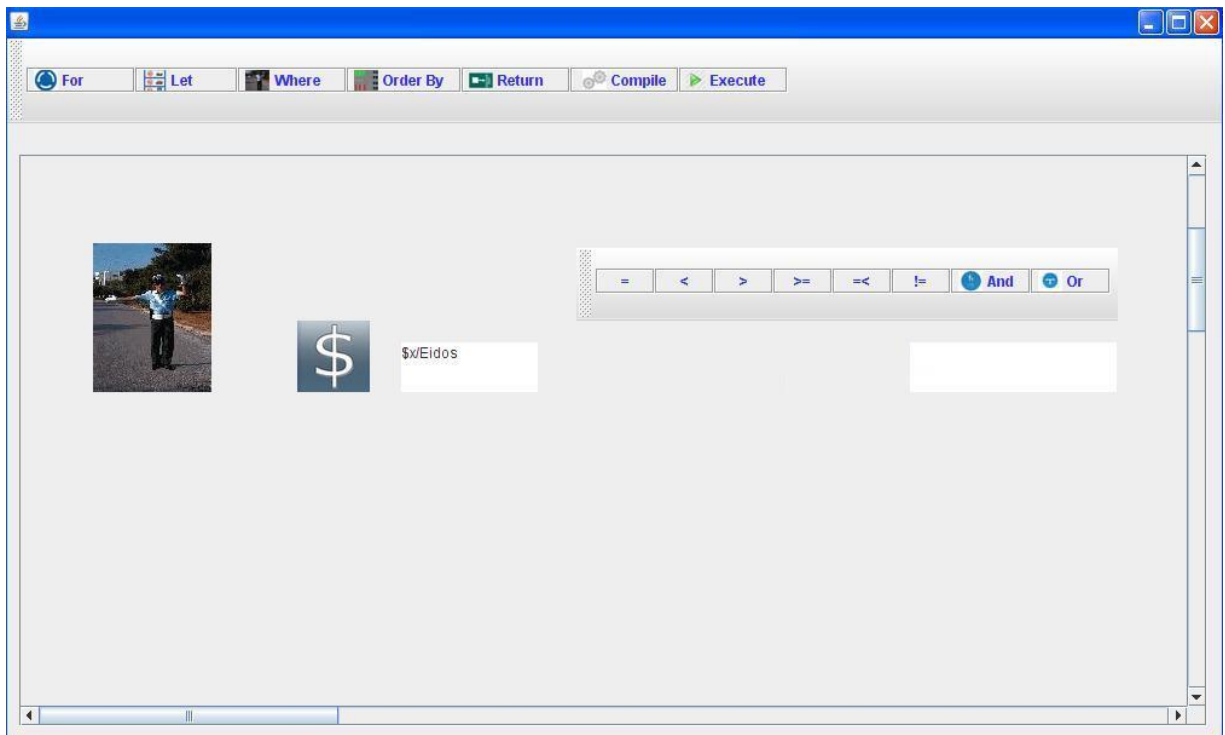 For Let Where Order By Return Compile Execute
= < > >= =< != And Or
$
$x/Eidos